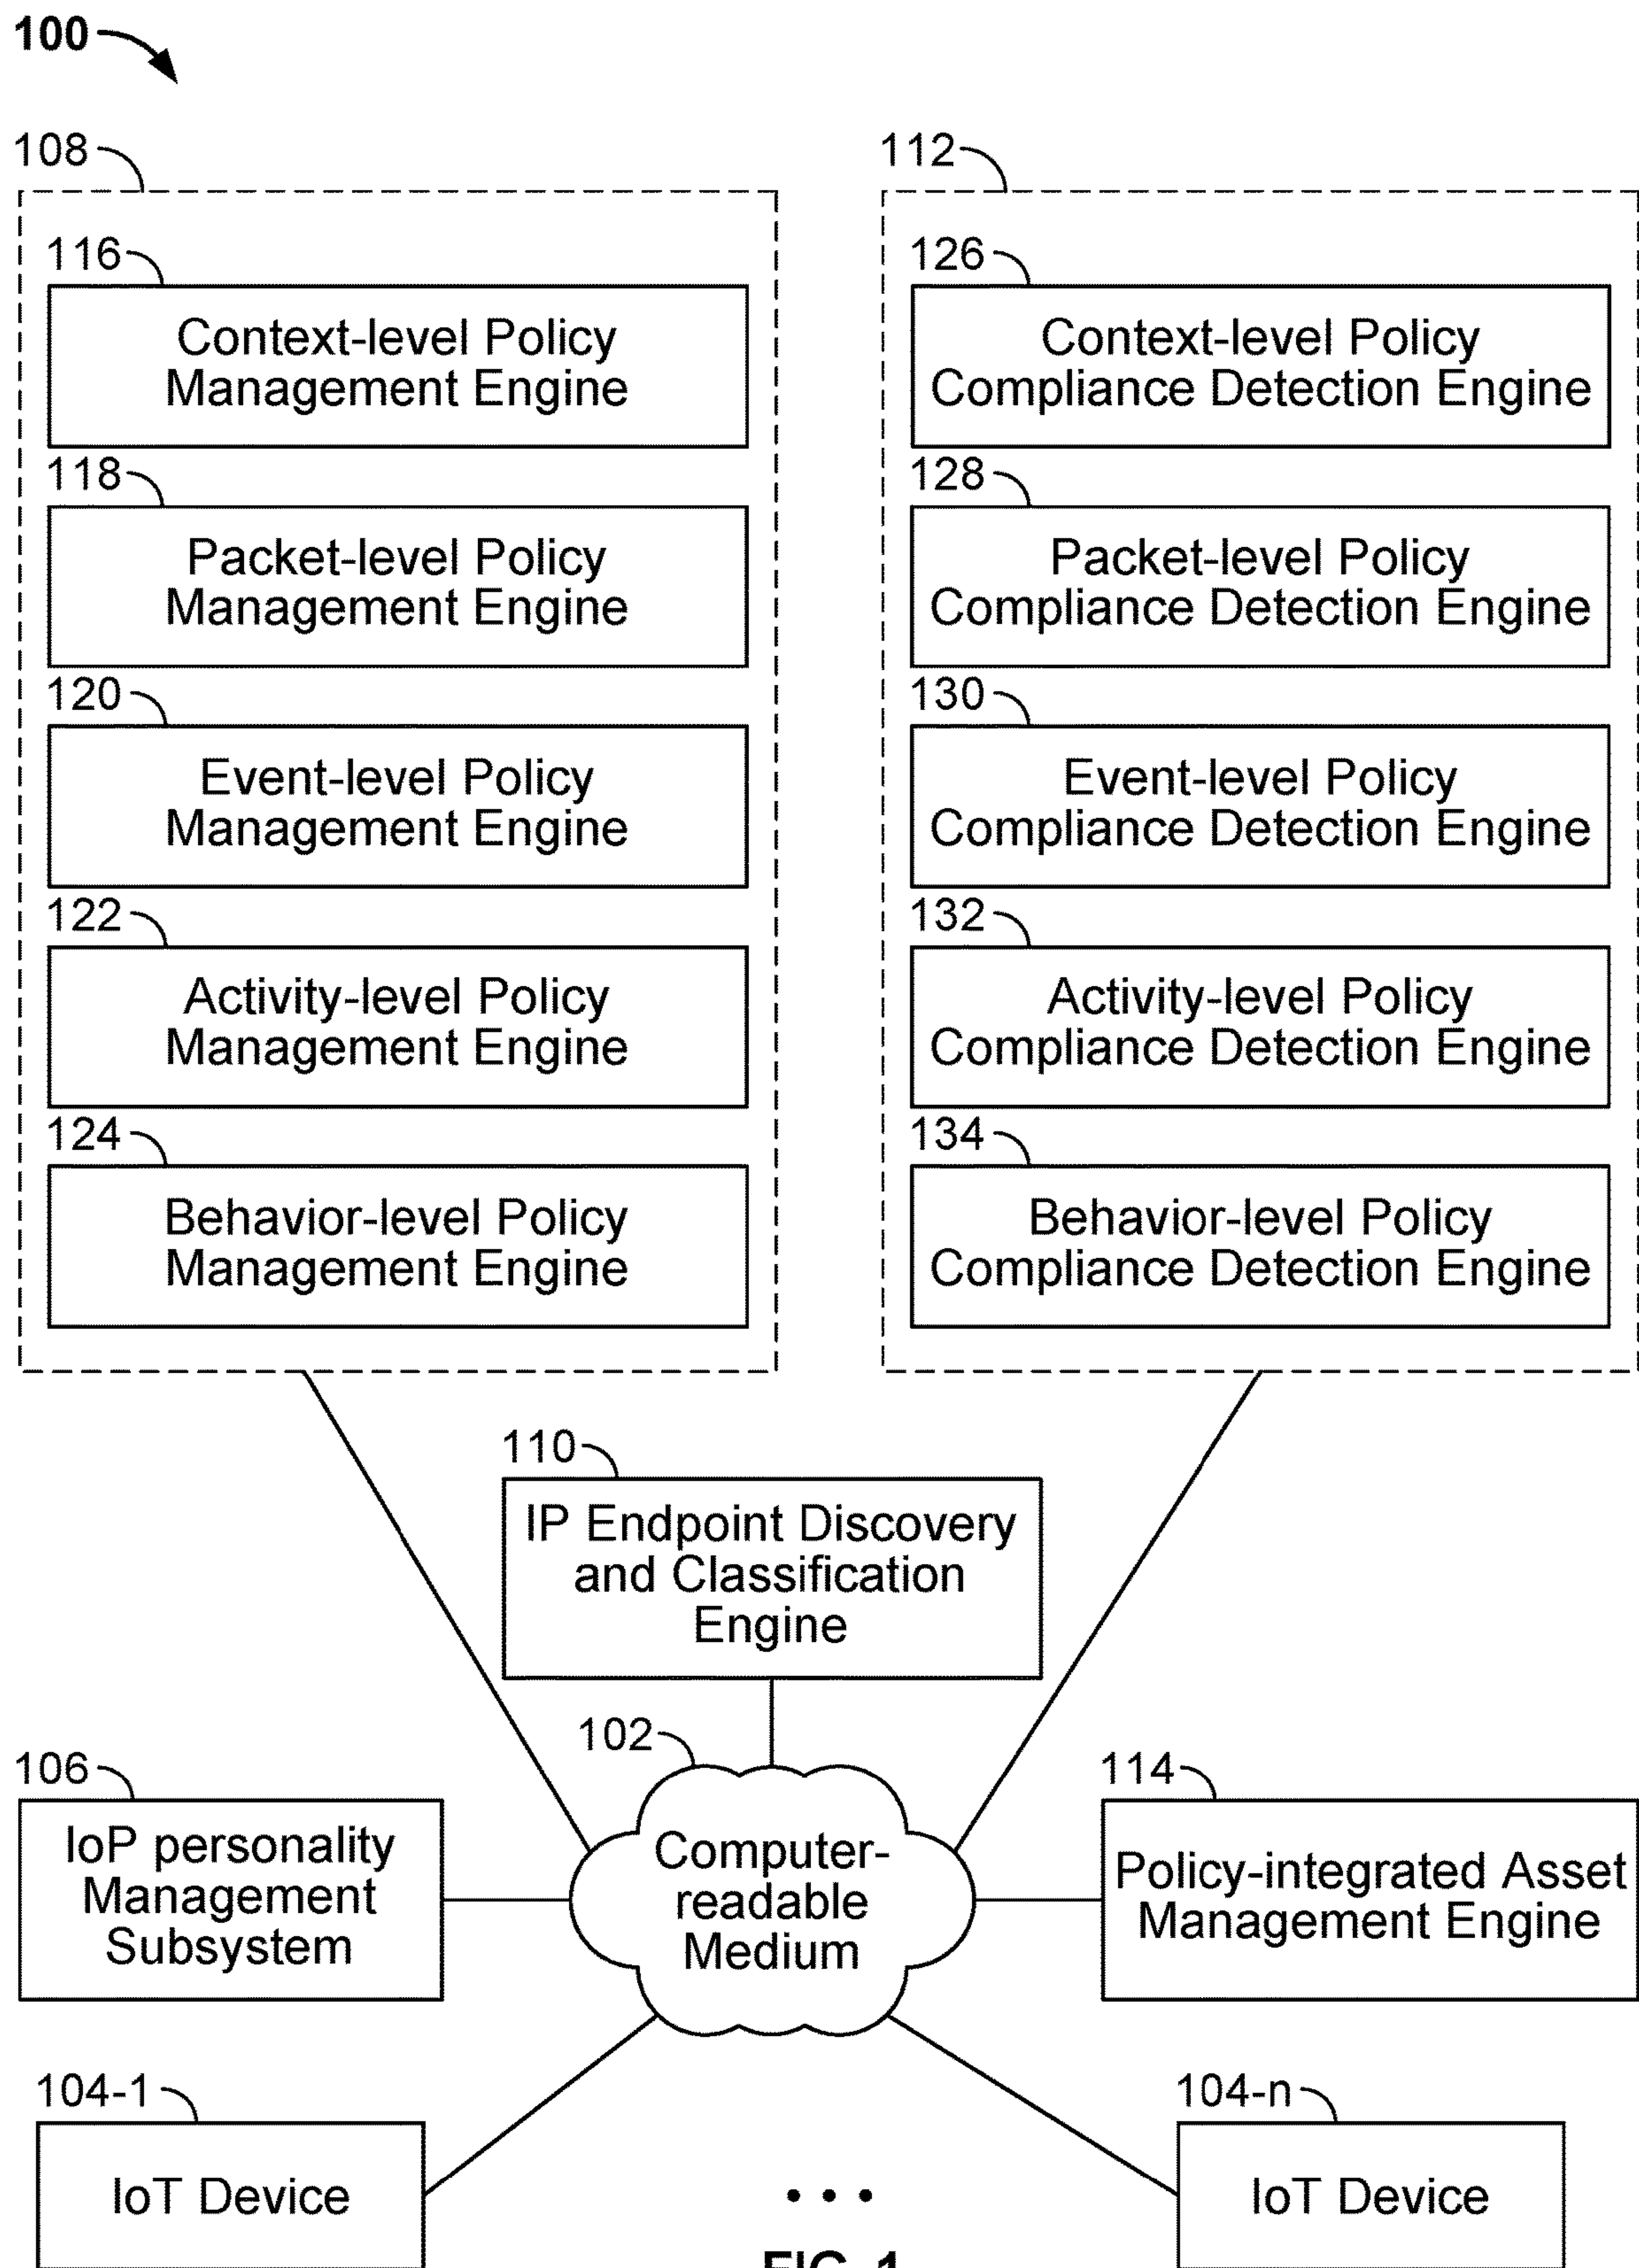 100
108
116
Context-level Policy
Management Engine
118
Packet-level Policy
Management Engine
120
Event-level Policy
Management Engine
122
Activity-level Policy
Management Engine
124
Behavior-level Policy
Management Engine
112
126
Context-level Policy
Compliance Detection Engine
128
Packet-level Policy
Compliance Detection Engine
130
Event-level Policy
Compliance Detection Engine
132
Activity-level Policy
Compliance Detection Engine
134
Behavior-level Policy
Compliance Detection Engine
110
IP Endpoint Discovery
and Classification
Engine
102
Computer-
readable
Medium
106
IoP personality
Management
Subsystem
114
Policy-integrated Asset
Management Engine
104-1
IoT Device
...
104-n
IoT Device
FIG. 1